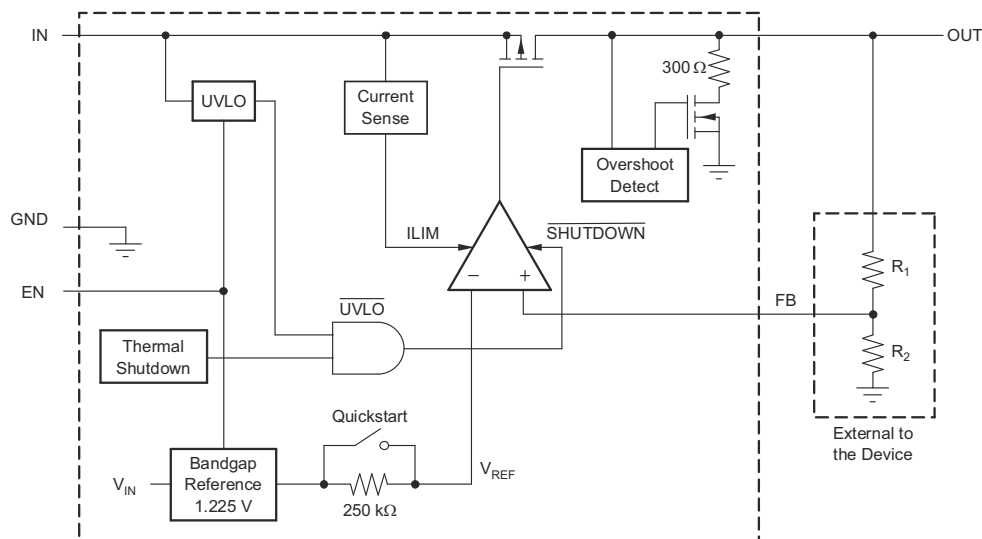 IN
OUT
300 Ω
UVLO
Current
Sense
Overshoot
Detect
GND
ILIM
SHUTDOWN
R1
− +
EN
FB
UVLO
Thermal
Shutdown
R2
Quickstart
External to
the Device
VIN
Bandgap
Reference
1.225 V
VREF
250 kΩ